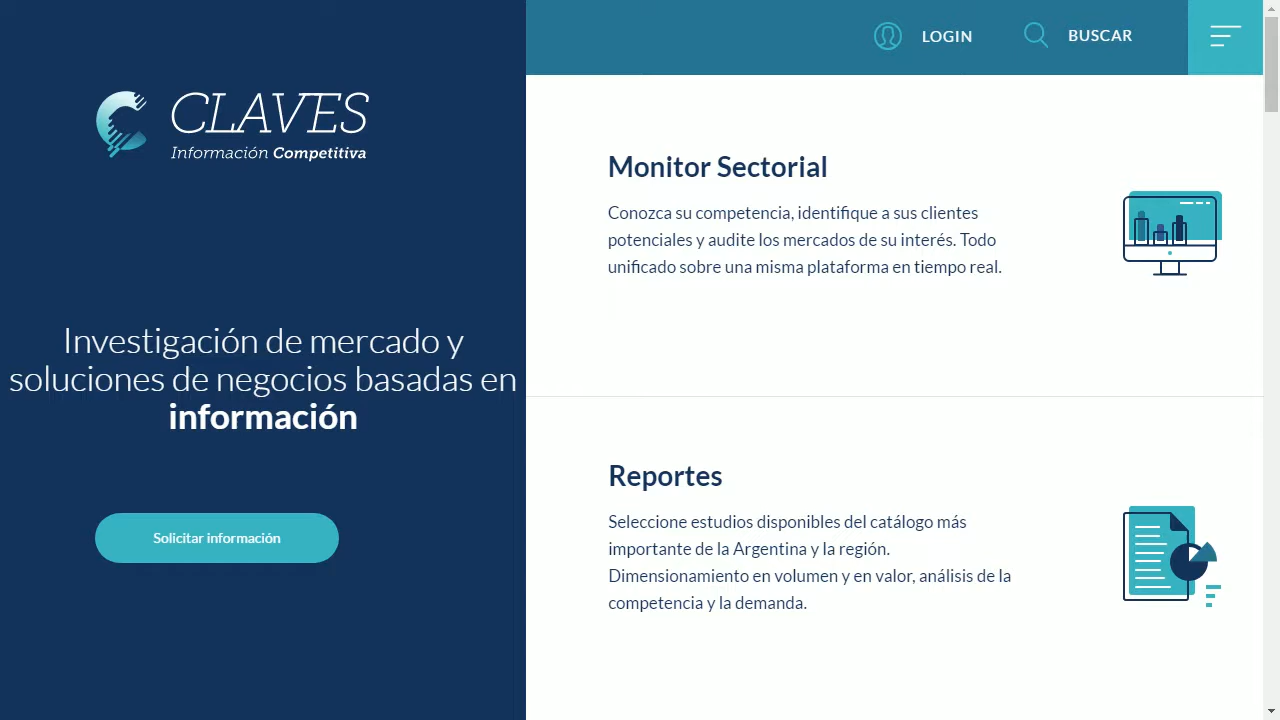 LOGIN
BUSCAR
CLAVES
Información Competitiva
Investigación de mercado y
soluciones de negocios basadas en
información
Solicitar información
Monitor Sectorial
Conozca su competencia, identifique a sus clientes
potenciales y audite los mercados de su interés. Todo
unificado sobre una misma plataforma en tiempo real.
Reportes
Seleccione estudios disponibles del catálogo más
importante de la Argentina y la región.
Dimensionamiento en volumen y en valor, análisis de la
competencia y la demanda.